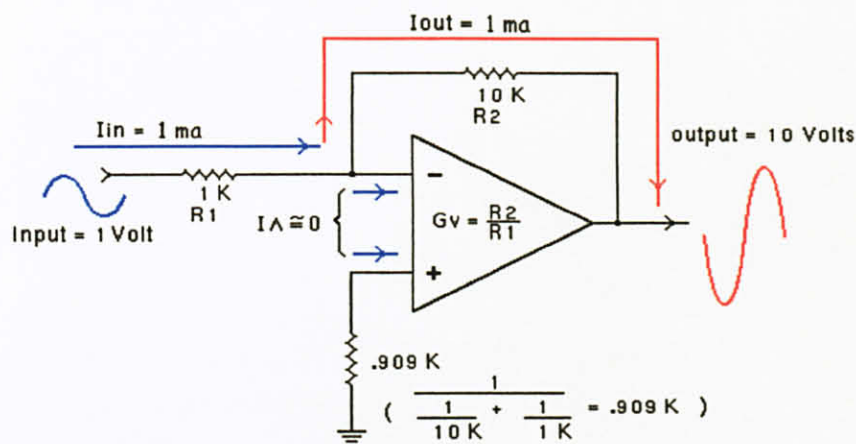 Iout = 1 ma
10 K
R2
Iin = 1 ma
output = 10 Volts
1 K
R1
Input = 1 Volt
IA ≅ 0
−
Gv = R2/R1
+
.909 K
( 1 / ( 1/10 K + 1/1 K ) = .909 K )